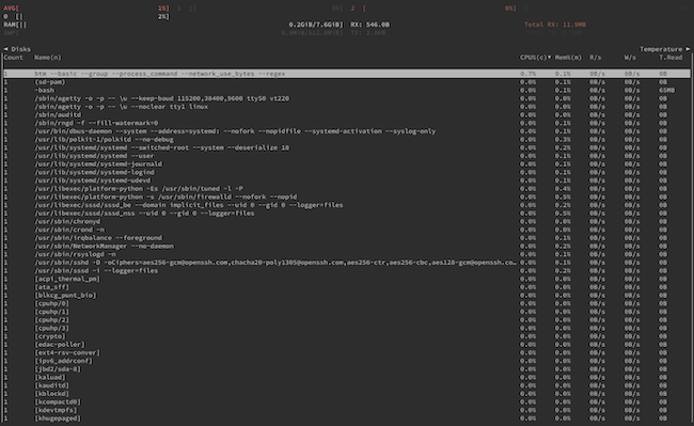 AVG[ 1%] 1 [| 2 [ 0%]
0 [| 2%]
RAM[|| 0.2GiB/7.6GiB] RX: 546.0B Total RX: 11.9MB
◄ Disks Temperature ►
Count Name(n) CPU%(c)▼ Mem%(m) R/s W/s T.Read
1 btm --basic --group --process_command --network_use_bytes --regex 0.7% 0.1% 0B/s 0B/s 0B
1 (sd-pam) 0.0% 0.1% 0B/s 0B/s 0B
1 -bash 0.0% 0.1% 0B/s 0B/s 65MB
1 /sbin/agetty -o -p -- \u --keep-baud 115200,38400,9600 ttyS0 vt220 0.0% 0.0% 0B/s 0B/s 0B
1 /sbin/agetty -o -p -- \u --noclear tty1 linux 0.0% 0.0% 0B/s 0B/s 0B
1 /sbin/auditd 0.0% 0.0% 0B/s 0B/s 0B
1 /sbin/rngd -f --fill-watermark=0 0.0% 0.1% 0B/s 0B/s 0B
1 /usr/bin/dbus-daemon --system --address=systemd: --nofork --nopidfile --systemd-activation --syslog-only 0.0% 0.1% 0B/s 0B/s 0B
1 /usr/lib/polkit-1/polkitd --no-debug 0.0% 0.3% 0B/s 0B/s 0B
1 /usr/lib/systemd/systemd --switched-root --system --deserialize 18 0.0% 0.2% 0B/s 0B/s 0B
1 /usr/lib/systemd/systemd --user 0.0% 0.1% 0B/s 0B/s 0B
1 /usr/lib/systemd/systemd-journald 0.0% 0.1% 0B/s 0B/s 0B
1 /usr/lib/systemd/systemd-logind 0.0% 0.1% 0B/s 0B/s 0B
1 /usr/lib/systemd/systemd-udevd 0.0% 0.1% 0B/s 0B/s 0B
1 /usr/libexec/platform-python -Es /usr/sbin/tuned -l -P 0.0% 0.4% 0B/s 0B/s 0B
1 /usr/libexec/platform-python -s /usr/sbin/firewalld --nofork --nopid 0.0% 0.5% 0B/s 0B/s 0B
1 /usr/libexec/sssd/sssd_be --domain implicit_files --uid 0 --gid 0 --logger=files 0.0% 0.2% 0B/s 0B/s 0B
1 /usr/libexec/sssd/sssd_nss --uid 0 --gid 0 --logger=files 0.0% 0.5% 0B/s 0B/s 0B
1 /usr/sbin/chronyd 0.0% 0.0% 0B/s 0B/s 0B
1 /usr/sbin/crond -n 0.0% 0.0% 0B/s 0B/s 0B
1 /usr/sbin/irqbalance --foreground 0.0% 0.1% 0B/s 0B/s 0B
1 /usr/sbin/NetworkManager --no-daemon 0.0% 0.2% 0B/s 0B/s 0B
1 /usr/sbin/rsyslogd -n 0.0% 0.1% 0B/s 0B/s 0B
1 /usr/sbin/sshd -D -oCiphers=aes256-gcm@openssh.com,chacha20-poly1305@openssh.com,aes256-ctr,aes256-cbc,aes128-gcm@openssh.co… 0.0% 0.1% 0B/s 0B/s 0B
1 /usr/sbin/sssd -i --logger=files 0.0% 0.2% 0B/s 0B/s 0B
1 [acpi_thermal_pm] 0.0% 0.0% 0B/s 0B/s 0B
1 [ata_sff] 0.0% 0.0% 0B/s 0B/s 0B
1 [blkcg_punt_bio] 0.0% 0.0% 0B/s 0B/s 0B
1 [cpuhp/0] 0.0% 0.0% 0B/s 0B/s 0B
1 [cpuhp/1] 0.0% 0.0% 0B/s 0B/s 0B
1 [cpuhp/2] 0.0% 0.0% 0B/s 0B/s 0B
1 [cpuhp/3] 0.0% 0.0% 0B/s 0B/s 0B
1 [crypto] 0.0% 0.0% 0B/s 0B/s 0B
1 [edac-poller] 0.0% 0.0% 0B/s 0B/s 0B
1 [ext4-rsv-conver] 0.0% 0.0% 0B/s 0B/s 0B
1 [ipv6_addrconf] 0.0% 0.0% 0B/s 0B/s 0B
1 [jbd2/sda-8] 0.0% 0.0% 0B/s 0B/s 0B
1 [kaluad] 0.0% 0.0% 0B/s 0B/s 0B
1 [kauditd] 0.0% 0.0% 0B/s 0B/s 0B
1 [kblockd] 0.0% 0.0% 0B/s 0B/s 0B
1 [kcompactd0] 0.0% 0.0% 0B/s 0B/s 0B
1 [kdevtmpfs] 0.0% 0.0% 0B/s 0B/s 0B
1 [khugepaged] 0.0% 0.0% 0B/s 0B/s 0B